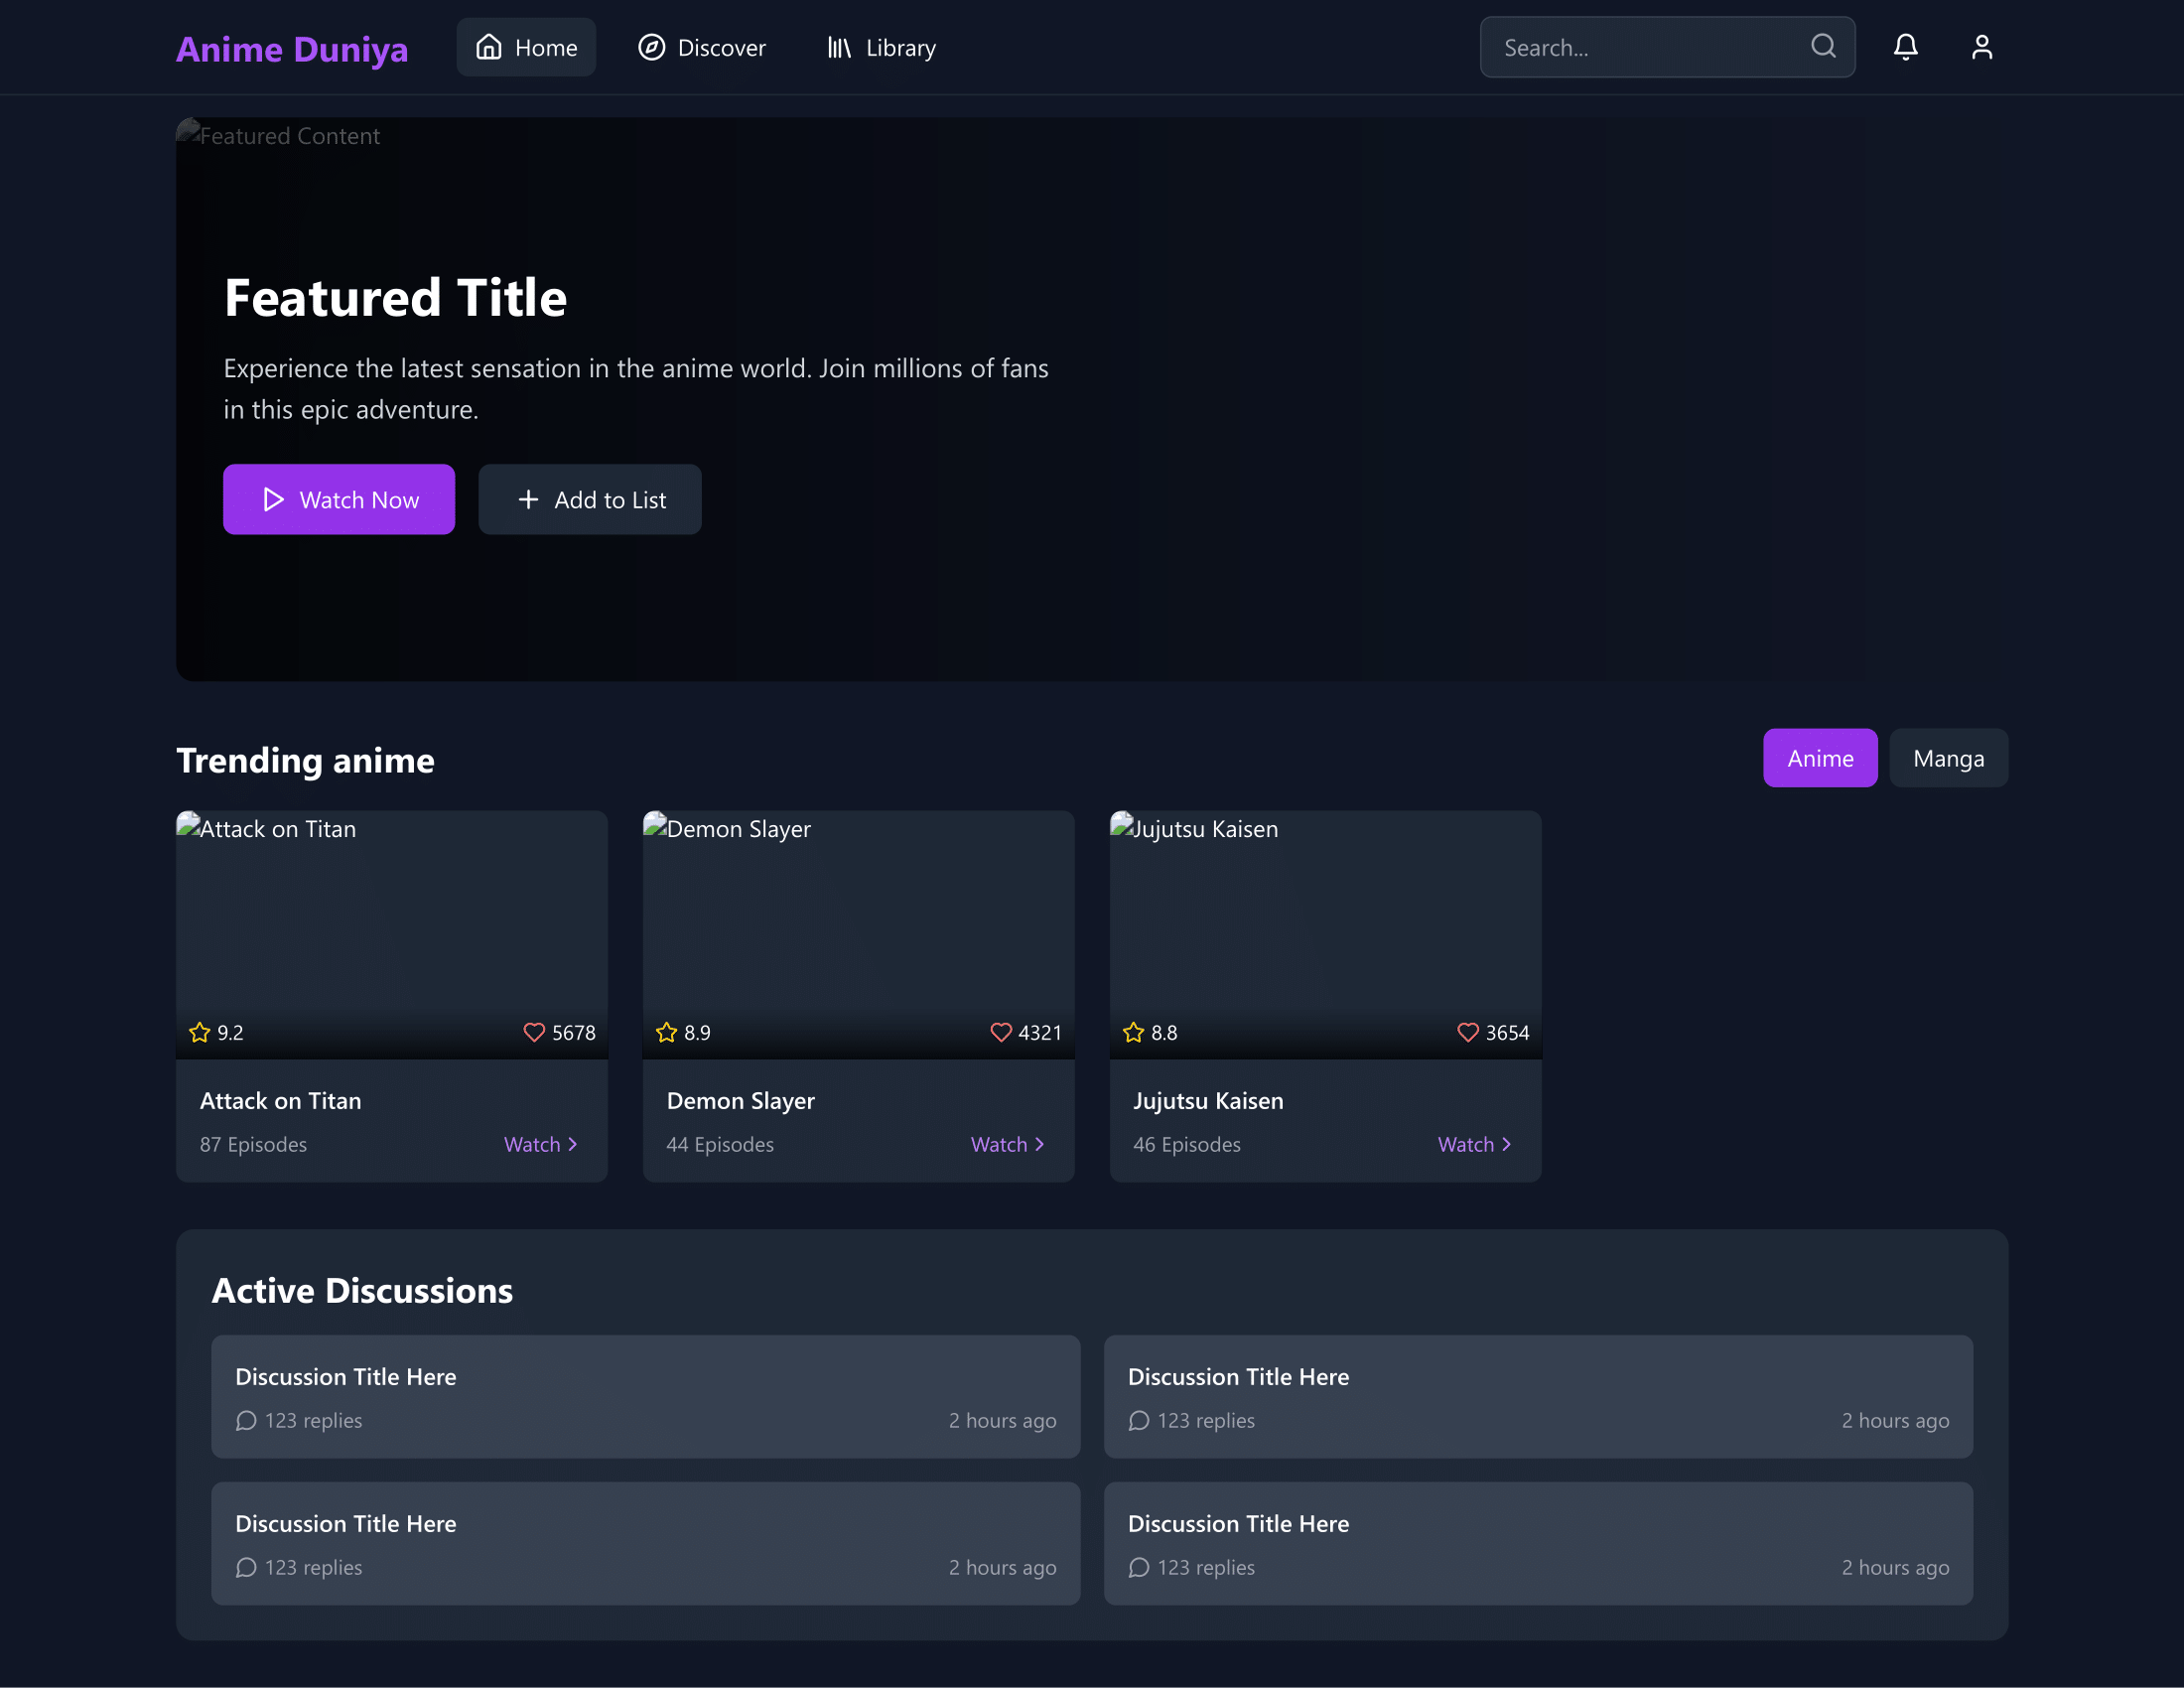 Anime Duniya
Home
Discover
Library
Search...
Featured Content
Featured Title
Experience the latest sensation in the anime world. Join millions of fans
in this epic adventure.
Watch Now
Add to List
Trending anime
Anime
Manga
Attack on Titan
9.2
5678
Attack on Titan
87 Episodes
Watch
Demon Slayer
8.9
4321
Demon Slayer
44 Episodes
Watch
Jujutsu Kaisen
8.8
3654
Jujutsu Kaisen
46 Episodes
Watch
Active Discussions
Discussion Title Here
123 replies
2 hours ago
Discussion Title Here
123 replies
2 hours ago
Discussion Title Here
123 replies
2 hours ago
Discussion Title Here
123 replies
2 hours ago